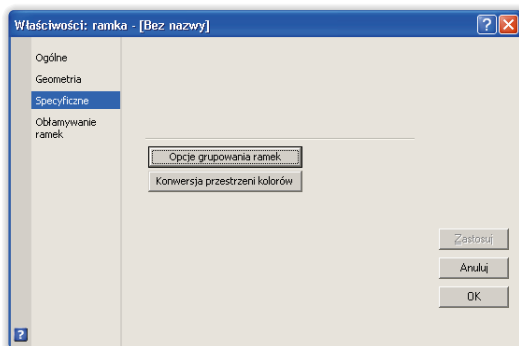 Właściwości: ramka - [Bez nazwy]
Ogólne
Geometria
Specyficzne
Obłamywanie
ramek
Opcje grupowania ramek
Konwersja przestrzeni kolorów
Zastosuj
Anuluj
OK